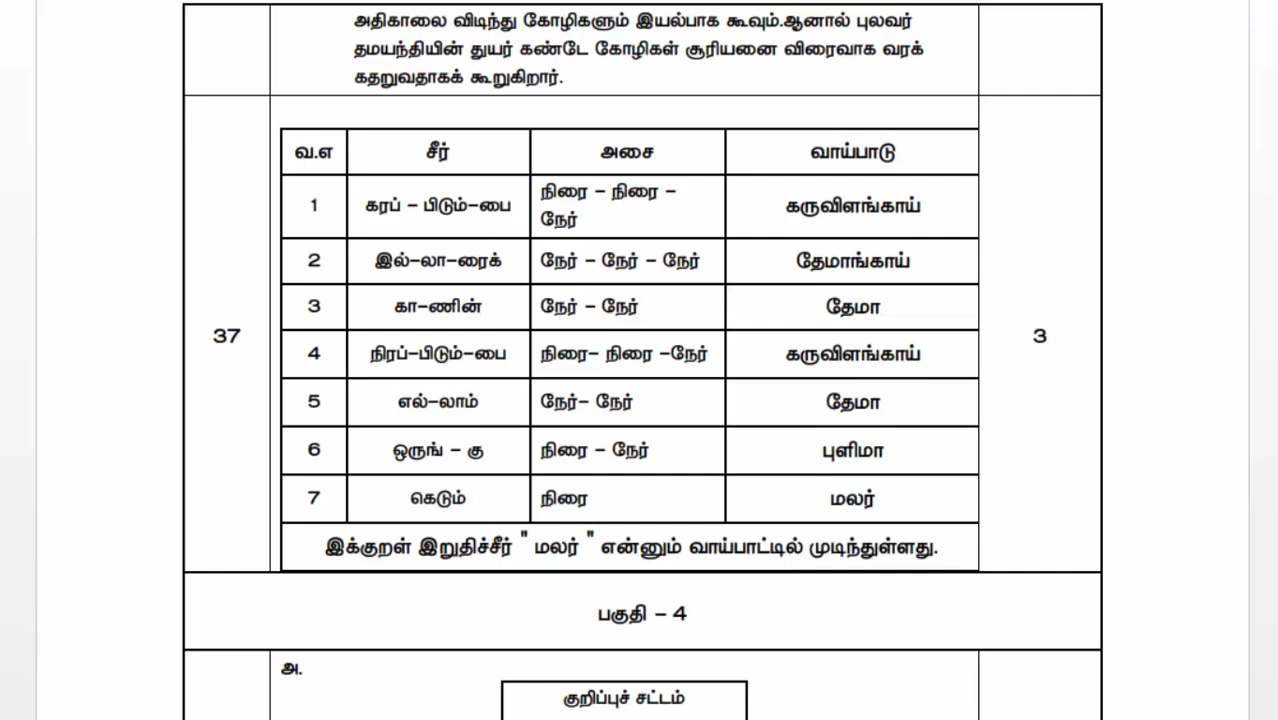 அதிகாலை விடிந்து கோழிகளும் இயல்பாக கூவும்.ஆனால் புலவர்
தமயந்தியின் துயர் கண்டே கோழிகள் சூரியனை விரைவாக வரக்
கதறுவதாகக் கூறுகிறார்.
37
வ.எ சீர் அசை வாய்பாடு
1 கரப் – பிடும்–பை நிரை – நிரை – கருவிளங்காய்
நேர்
2 இல்–லா–ரைக் நேர் – நேர் – நேர் தேமாங்காய்
3 கா–ணின் நேர் – நேர் தேமா
4 நிரப்–பிடும்–பை நிரை– நிரை –நேர் கருவிளங்காய்
5 எல்–லாம் நேர்– நேர் தேமா
6 ஒருங் – கு நிரை – நேர் புளிமா
7 கெடும் நிரை மலர்
இக்குறள் இறுதிச்சீர் " மலர் " என்னும் வாய்பாட்டில் முடிந்துள்ளது.
3
பகுதி – 4
அ.
குறிப்புச் சட்டம்